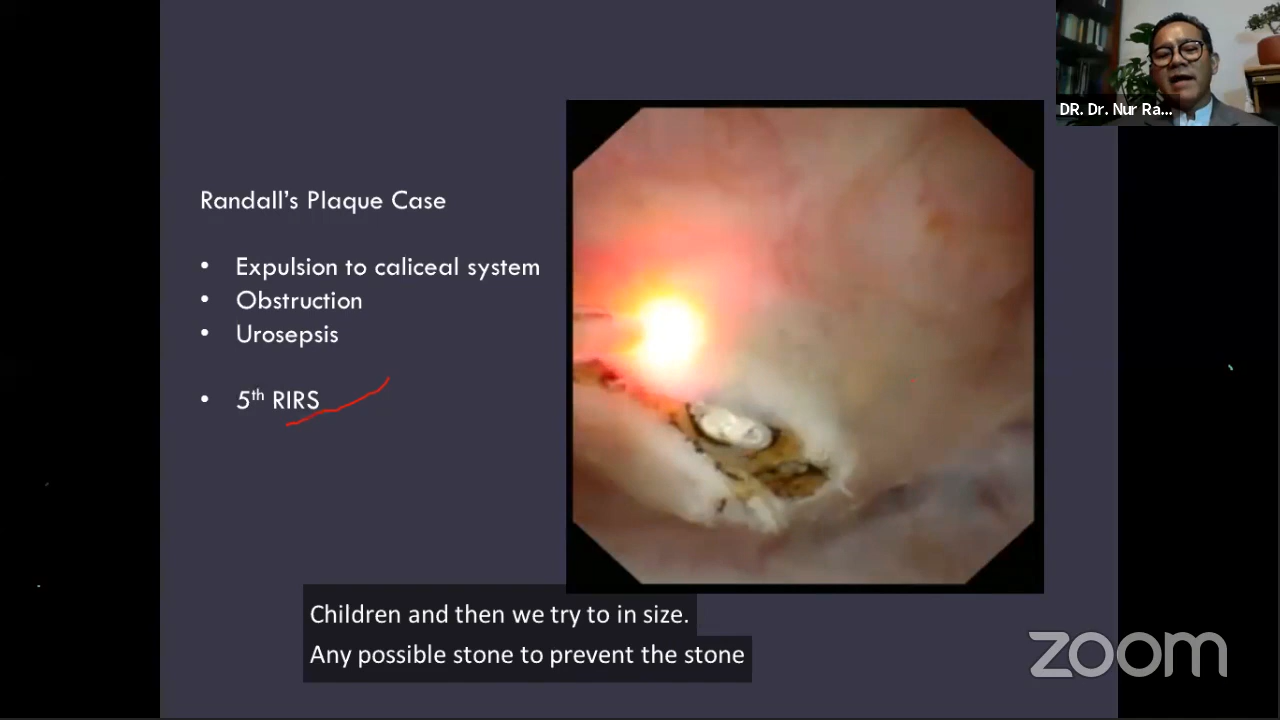 DR. Dr. Nur Ra...
Randall's Plaque Case
• Expulsion to caliceal system
• Obstruction
• Urosepsis
• 5th RIRS
Children and then we try to in size.
Any possible stone to prevent the stone
zoom